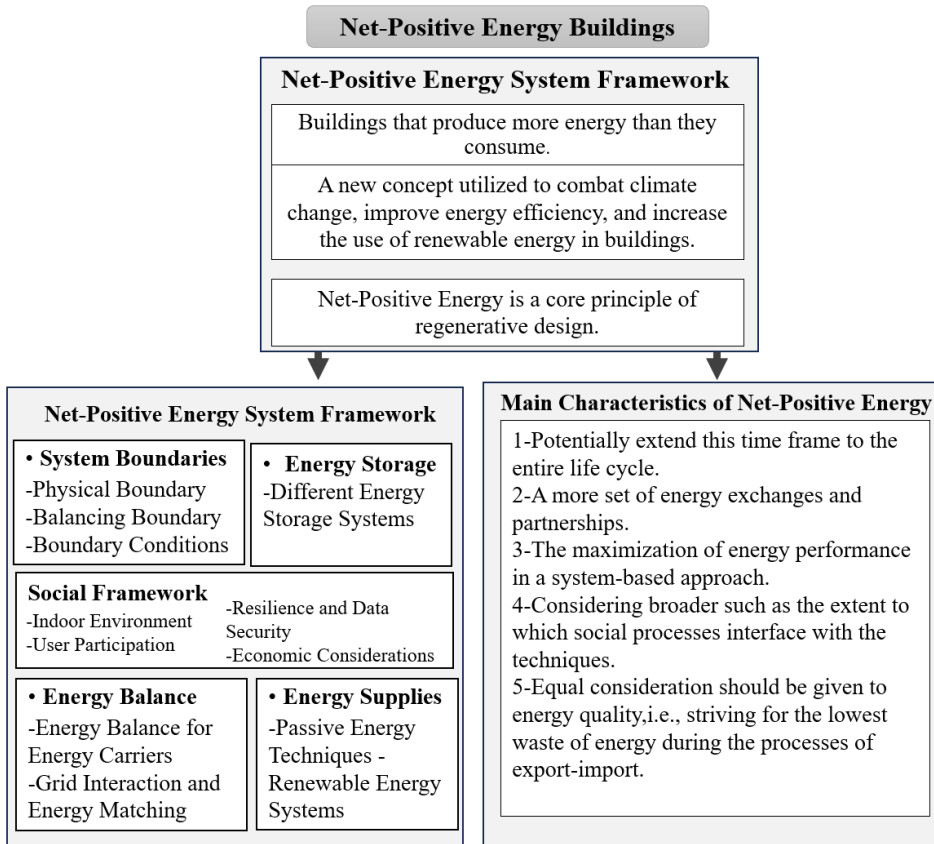 Net-Positive Energy Buildings
Net-Positive Energy System Framework
Buildings that produce more energy than they
consume.
A new concept utilized to combat climate
change, improve energy efficiency, and increase
the use of renewable energy in buildings.
Net-Positive Energy is a core principle of
regenerative design.
Net-Positive Energy System Framework
• System Boundaries
-Physical Boundary
-Balancing Boundary
-Boundary Conditions
• Energy Storage
-Different Energy
Storage Systems
Social Framework
-Indoor Environment
-User Participation
-Resilience and Data
Security
-Economic Considerations
• Energy Balance
-Energy Balance for
Energy Carriers
-Grid Interaction and
Energy Matching
• Energy Supplies
-Passive Energy
Techniques -
Renewable Energy
Systems
Main Characteristics of Net-Positive Energy
1-Potentially extend this time frame to the
entire life cycle.
2-A more set of energy exchanges and
partnerships.
3-The maximization of energy performance
in a system-based approach.
4-Considering broader such as the extent to
which social processes interface with the
techniques.
5-Equal consideration should be given to
energy quality,i.e., striving for the lowest
waste of energy during the processes of
export-import.